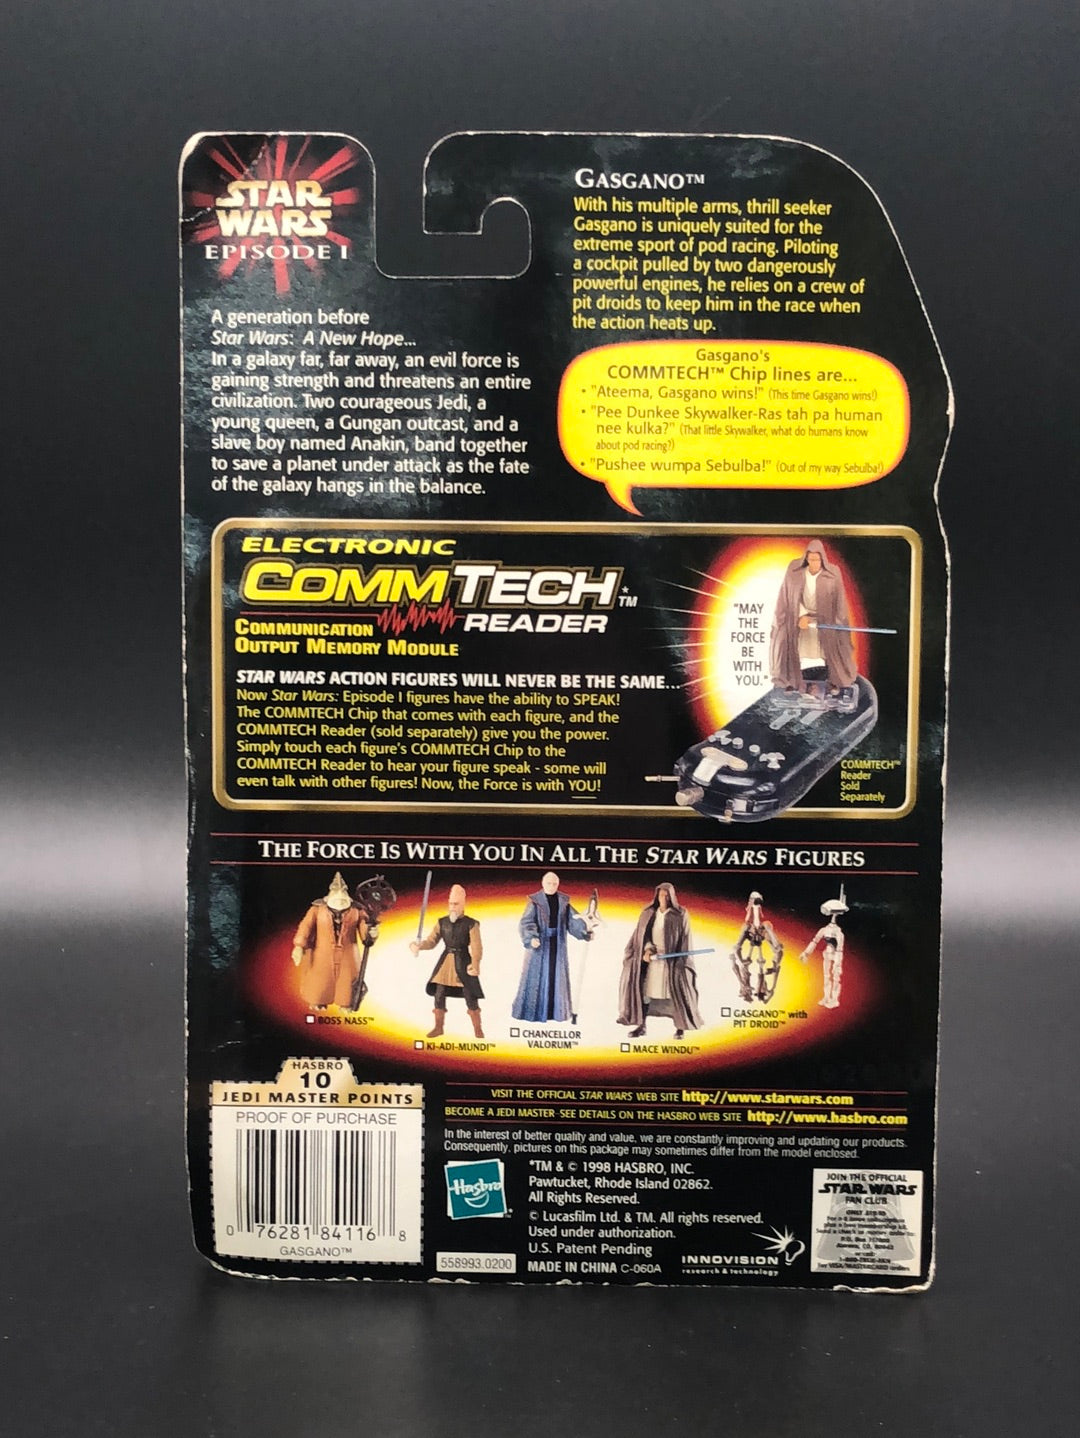 STAR
WARS
EPISODE I
A generation before
Star Wars: A New Hope...
In a galaxy far, far away, an evil force is
gaining strength and threatens an entire
civilization. Two courageous Jedi, a
young queen, a Gungan outcast, and a
slave boy named Anakin, band together
to save a planet under attack as the fate
of the galaxy hangs in the balance.
GASGANO™
With his multiple arms, thrill seeker
Gasgano is uniquely suited for the
extreme sport of pod racing. Piloting
a cockpit pulled by two dangerously
powerful engines, he relies on a crew of
pit droids to keep him in the race when
the action heats up.
Gasgano's
COMMTECH™ Chip lines are...
• "Ateema, Gasgano wins!" (This time Gasgano wins!)
• "Pee Dunkee Skywalker-Ras tah pa human
nee kulka?" (That little Skywalker, what do humans know
about pod racing?)
• "Pushee wumpa Sebulba!" (Out of my way Sebulba!)
ELECTRONIC
COMMTECH™
READER
COMMUNICATION
OUTPUT MEMORY MODULE
STAR WARS ACTION FIGURES WILL NEVER BE THE SAME...
Now Star Wars: Episode I figures have the ability to SPEAK!
The COMMTECH Chip that comes with each figure, and the
COMMTECH Reader (sold separately) give you the power.
Simply touch each figure's COMMTECH Chip to the
COMMTECH Reader to hear your figure speak - some will
even talk with other figures! Now, the Force is with YOU!
"MAY
THE
FORCE
BE
WITH
YOU."
COMMTECH™
Reader
Sold
Separately
THE FORCE IS WITH YOU IN ALL THE STAR WARS FIGURES
BOSS NASS™
KI-ADI-MUNDI™
CHANCELLOR
VALORUM™
MACE WINDU™
GASGANO™ with
PIT DROID™
HASBRO
10
JEDI MASTER POINTS
PROOF OF PURCHASE
0 76281 84116 8
GASGANO™
VISIT THE OFFICIAL STAR WARS WEB SITE http://www.starwars.com
BECOME A JEDI MASTER-SEE DETAILS ON THE HASBRO WEB SITE http://www.hasbro.com
In the interest of better quality and value, we are constantly improving and updating our products.
Consequently, pictures on this package may sometimes differ from the model enclosed.
Hasbro
*TM & © 1998 HASBRO, INC.
Pawtucket, Rhode Island 02862.
All Rights Reserved.
© Lucasfilm Ltd. & TM. All rights reserved.
Used under authorization.
U.S. Patent Pending
558993.0200
MADE IN CHINA C-060A
INNOVISION
research & technology
JOIN THE OFFICIAL
STAR WARS
FAN CLUB